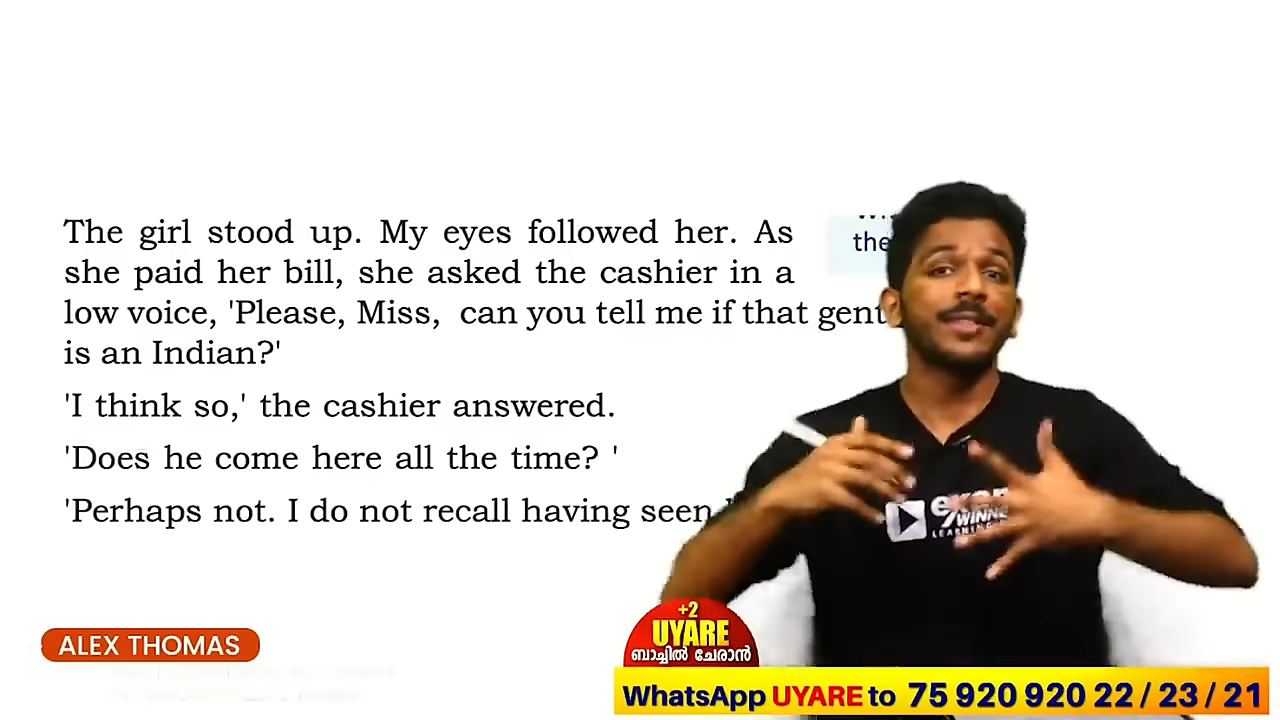 The girl stood up. My eyes followed her. As
she paid her bill, she asked the cashier in a
low voice, 'Please, Miss, can you tell me if that
is an Indian?'
'I think so,' the cashier answered.
'Does he come here all the time? '
'Perhaps not. I do not recall having seen
ALEX THOMAS
+2
UYARE
ബാച്ചിൽ ചേരാൻ
WhatsApp UYARE to 75 920 920 22 / 23 / 21